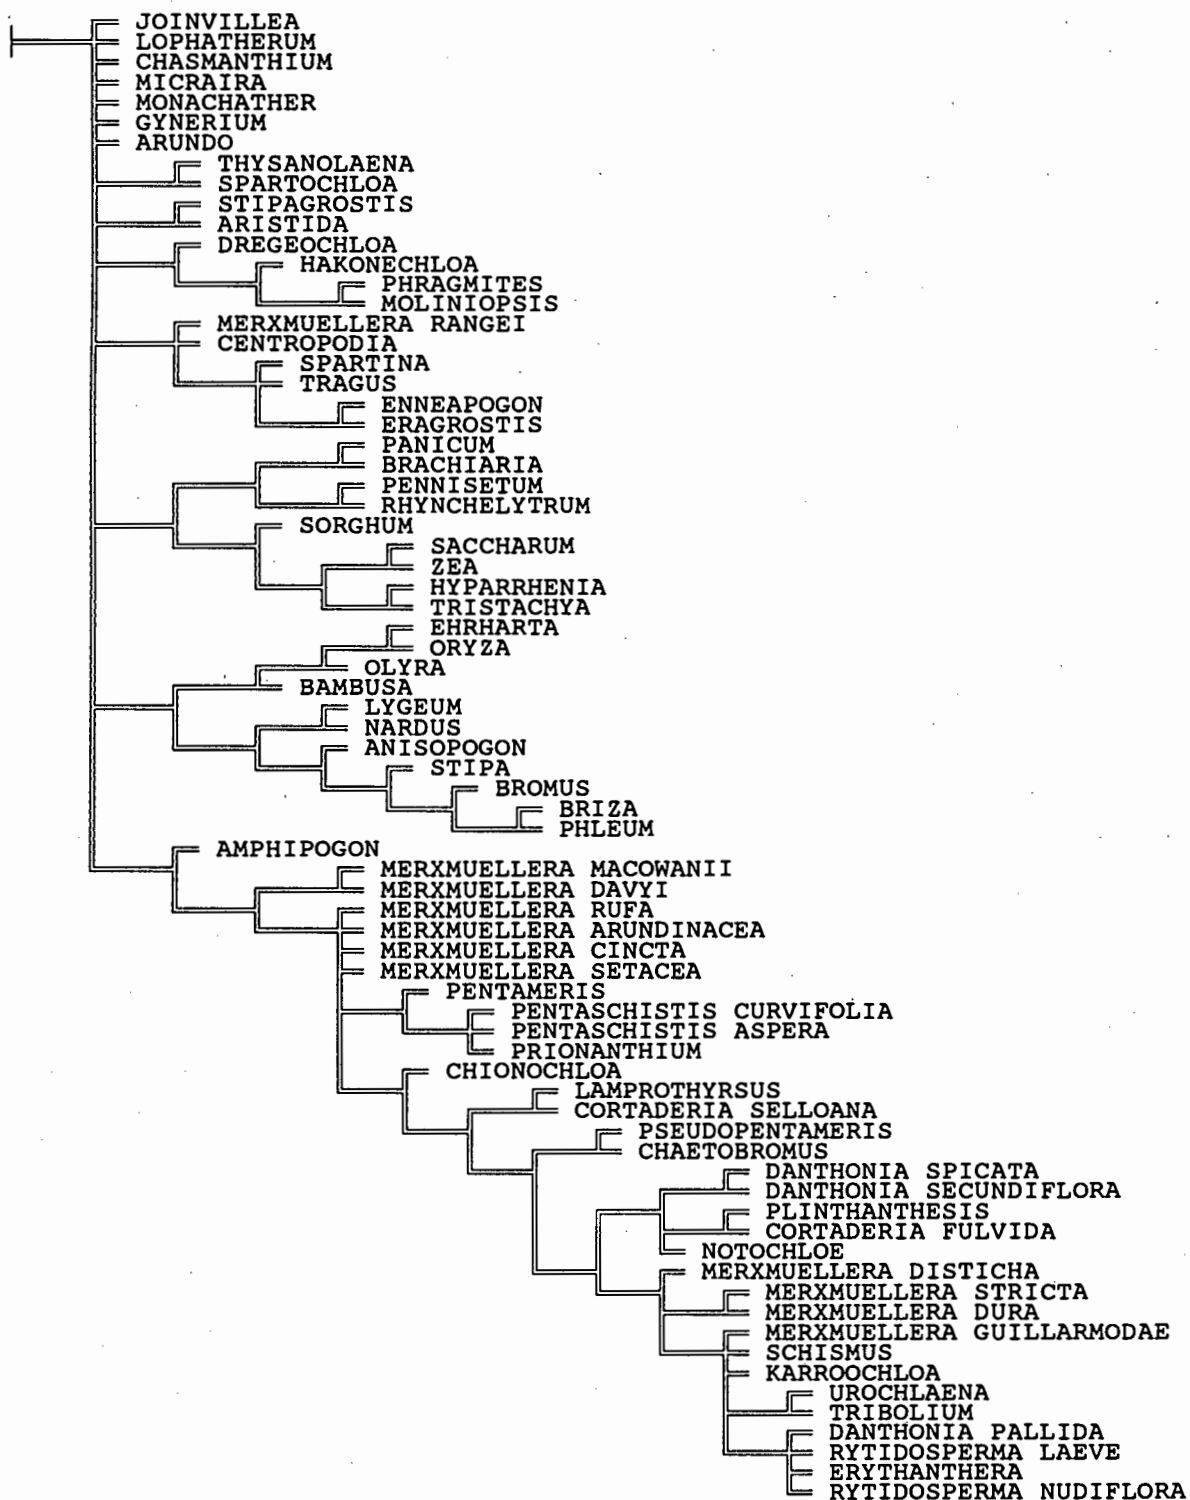 JOINVILLEA
LOPHATHERUM
CHASMANTHIUM
MICRAIRA
MONACHATHER
GYNERIUM
ARUNDO
THYSANOLAENA
SPARTOCHLOA
STIPAGROSTIS
ARISTIDA
DREGEOCHLOA
HAKONECHLOA
PHRAGMITES
MOLINIOPSIS
MERXMUELLERA RANGEI
CENTROPODIA
SPARTINA
TRAGUS
ENNEAPOGON
ERAGROSTIS
PANICUM
BRACHIARIA
PENNISETUM
RHYNCHELYTRUM
SORGHUM
SACCHARUM
ZEA
HYPARRHENIA
TRISTACHYA
EHRHARTA
ORYZA
OLYRA
BAMBUSA
LYGEUM
NARDUS
ANISOPOGON
STIPA
BROMUS
BRIZA
PHLEUM
AMPHIPOGON
MERXMUELLERA MACOWANII
MERXMUELLERA DAVYI
MERXMUELLERA RUFA
MERXMUELLERA ARUNDINACEA
MERXMUELLERA CINCTA
MERXMUELLERA SETACEA
PENTAMERIS
PENTASCHISTIS CURVIFOLIA
PENTASCHISTIS ASPERA
PRIONANTHIUM
CHIONOCHLOA
LAMPROTHYRSUS
CORTADERIA SELLOANA
PSEUDOPENTAMERIS
CHAETOBROMUS
DANTHONIA SPICATA
DANTHONIA SECUNDIFLORA
PLINTHANTHESIS
CORTADERIA FULVIDA
NOTOCHLOE
MERXMUELLERA DISTICHA
MERXMUELLERA STRICTA
MERXMUELLERA DURA
MERXMUELLERA GUILLARMODAE
SCHISMUS
KARROOCHLOA
UROCHLAENA
TRIBOLIUM
DANTHONIA PALLIDA
RYTIDOSPERMA LAEVE
ERYTHANTHERA
RYTIDOSPERMA NUDIFLORA